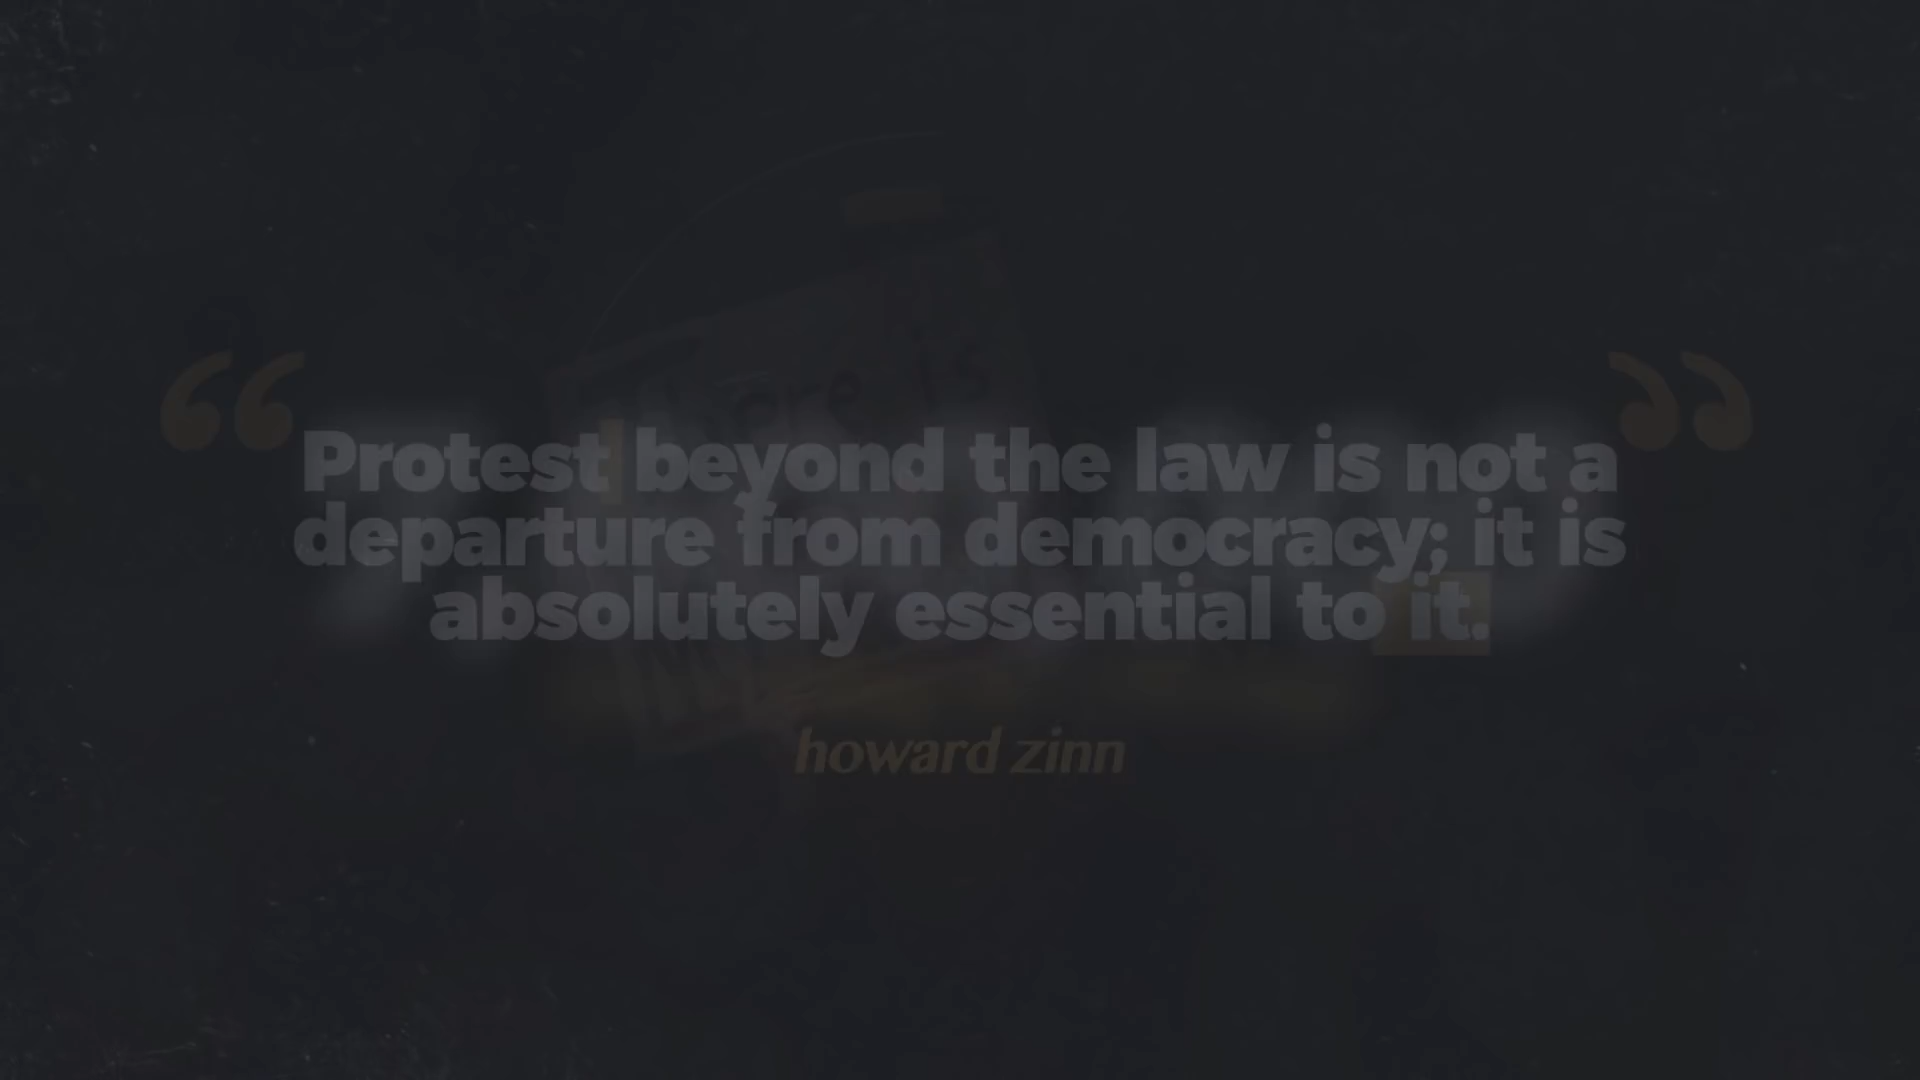 “Protest beyond the law is not a”
departure from democracy; it is
absolutely essential to it.
howard zinn